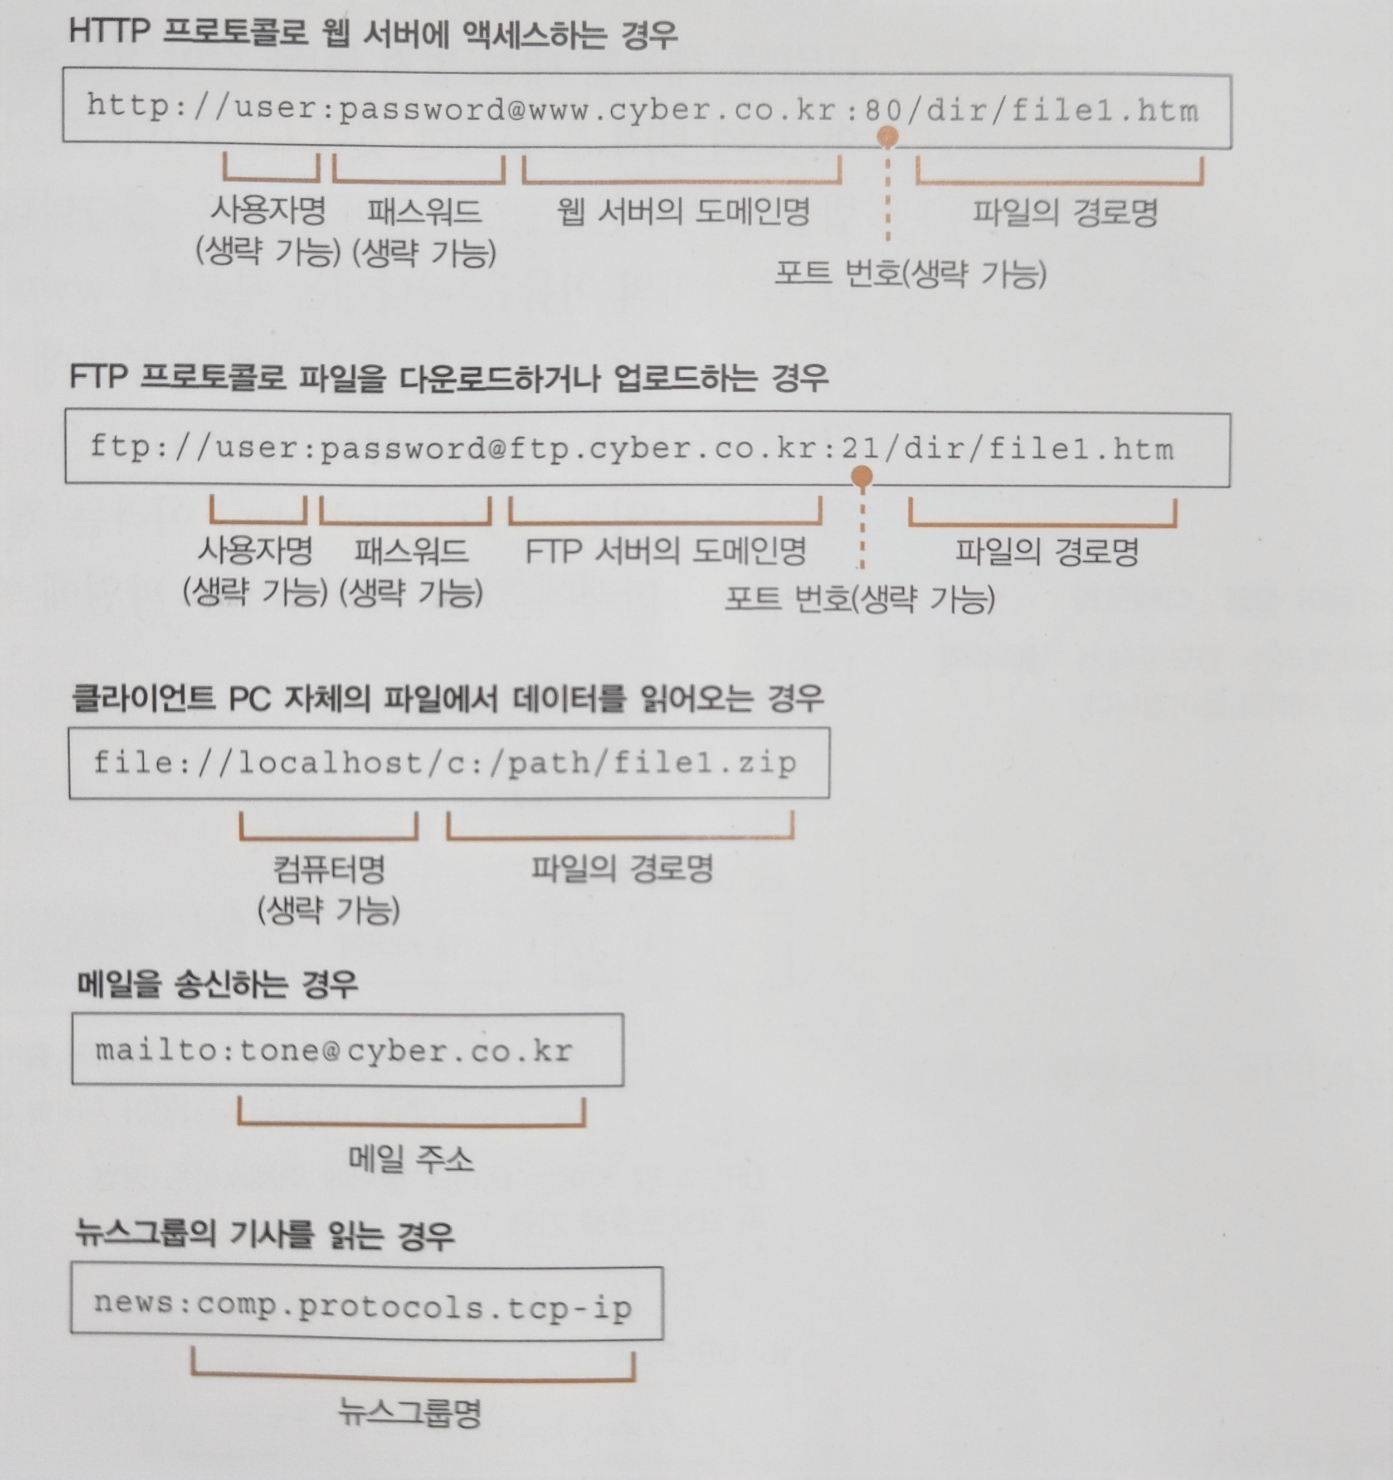 HTTP 프로토콜로 웹 서버에 액세스하는 경우
http://user:password@www.cyber.co.kr:80/dir/file1.htm
사용자명 패스워드 웹 서버의 도메인명 파일의 경로명
(생략 가능) (생략 가능)
포트 번호(생략 가능)
FTP 프로토콜로 파일을 다운로드하거나 업로드하는 경우
ftp://user:password@ftp.cyber.co.kr:21/dir/file1.htm
사용자명 패스워드 FTP 서버의 도메인명 파일의 경로명
(생략 가능) (생략 가능)
포트 번호(생략 가능)
클라이언트 PC 자체의 파일에서 데이터를 읽어오는 경우
file://localhost/c:/path/file1.zip
컴퓨터명 파일의 경로명
(생략 가능)
메일을 송신하는 경우
mailto:tone@cyber.co.kr
메일 주소
뉴스그룹의 기사를 읽는 경우
news:comp.protocols.tcp-ip
뉴스그룹명